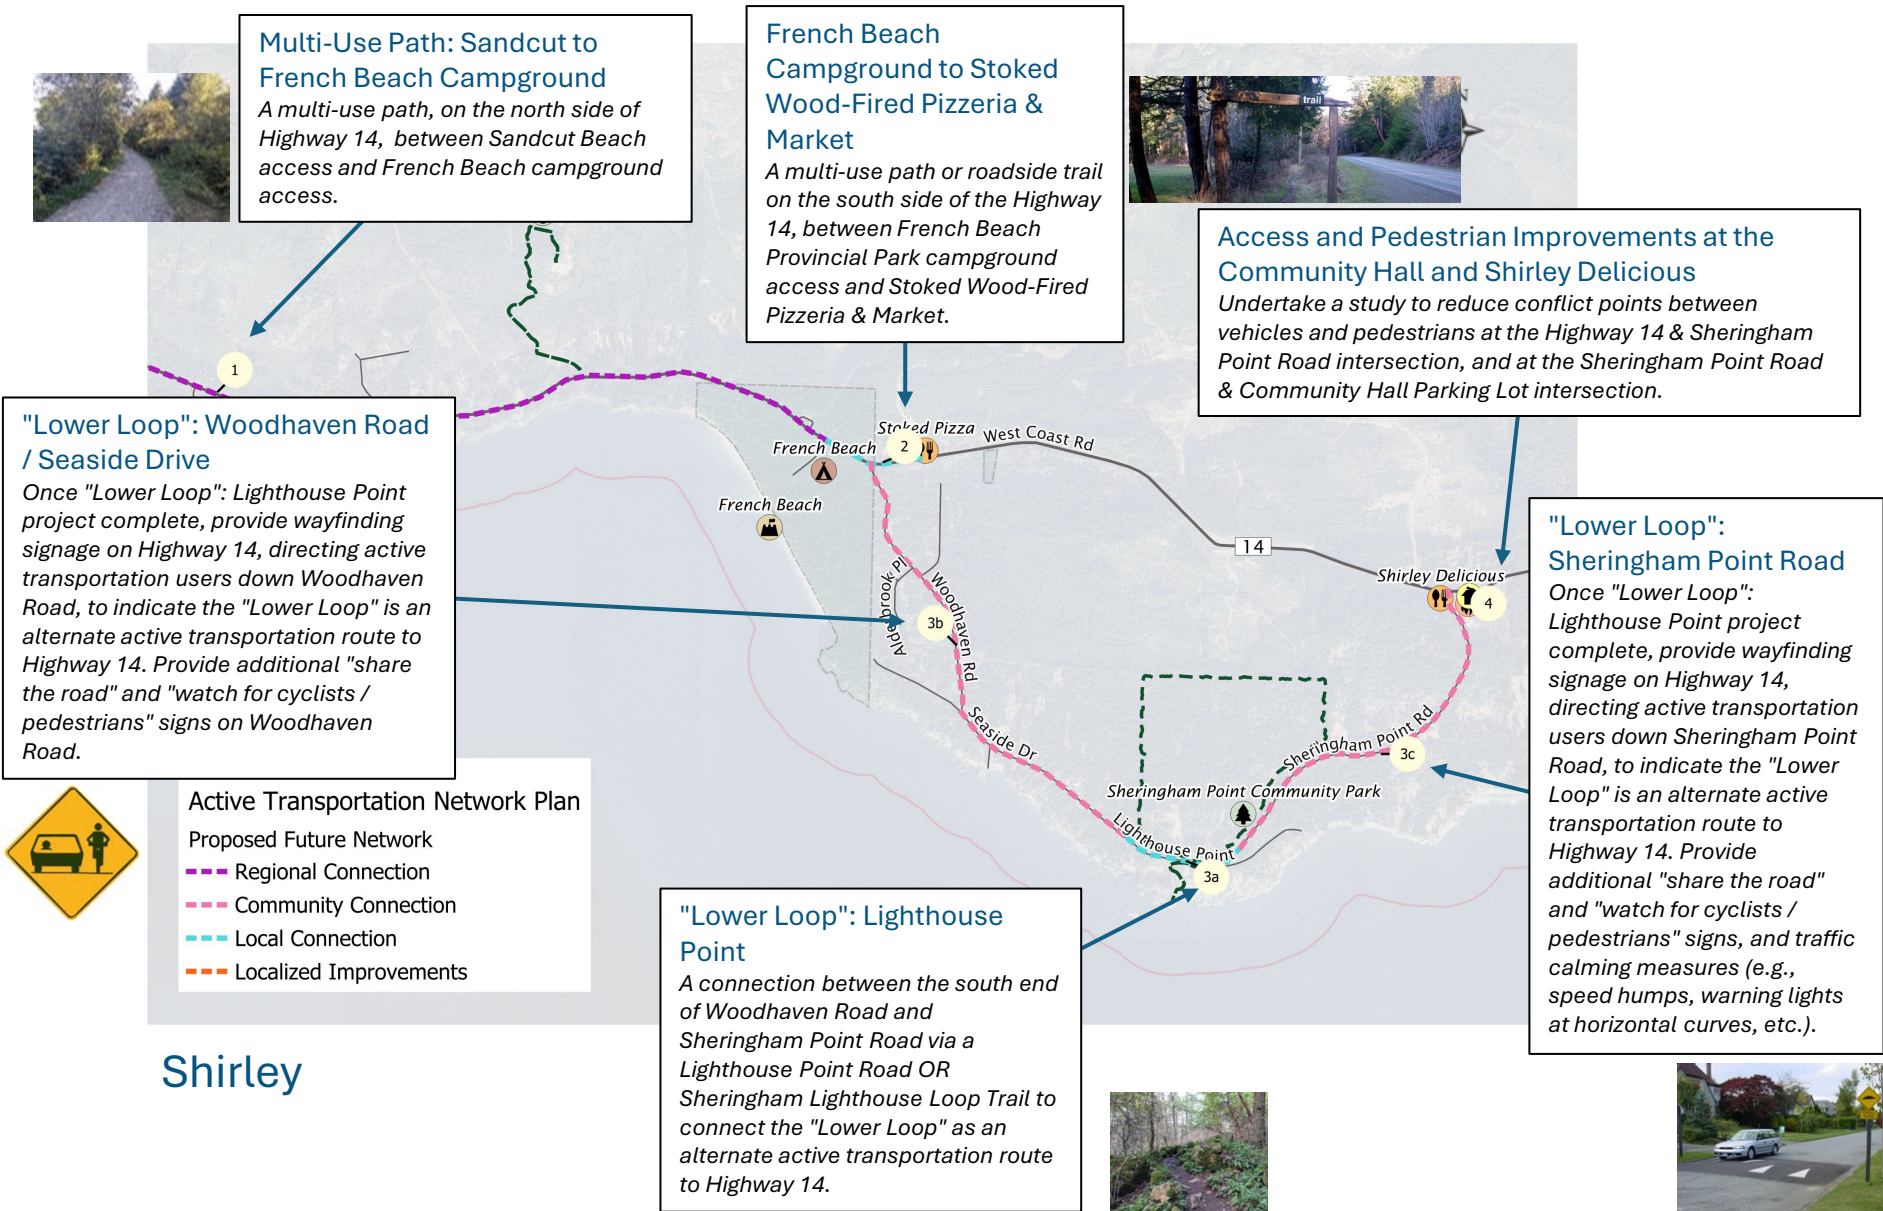 Multi-Use Path: Sandcut to
French Beach Campground
A multi-use path, on the north side of
Highway 14,  between Sandcut Beach
access and French Beach campground
access.
French Beach
Campground to Stoked
Wood-Fired Pizzeria &
Market
A multi-use path or roadside trail
on the south side of the Highway
14, between French Beach
Provincial Park campground
access and Stoked Wood-Fired
Pizzeria & Market.
trail
Access and Pedestrian Improvements at the
Community Hall and Shirley Delicious
Undertake a study to reduce conflict points between
vehicles and pedestrians at the Highway 14 & Sheringham
Point Road intersection, and at the Sheringham Point Road
& Community Hall Parking Lot intersection.
1
"Lower Loop": Woodhaven Road
/ Seaside Drive
Once "Lower Loop": Lighthouse Point
project complete, provide wayfinding
signage on Highway 14, directing active
transportation users down Woodhaven
Road, to indicate the "Lower Loop" is an
alternate active transportation route to
Highway 14. Provide additional "share
the road" and "watch for cyclists /
pedestrians" signs on Woodhaven
Road.
Stoked Pizza
2
French Beach
West Coast Rd
French Beach
14
Shirley Delicious
4
Alderbrook Pl
Woodhaven Rd
3b
Seaside Dr
Sheringham Point Rd
3c
Sheringham Point Community Park
Lighthouse Point
3a
"Lower Loop":
Sheringham Point Road
Once "Lower Loop":
Lighthouse Point project
complete, provide wayfinding
signage on Highway 14,
directing active transportation
users down Sheringham Point
Road, to indicate the "Lower
Loop" is an alternate active
transportation route to
Highway 14. Provide
additional "share the road"
and "watch for cyclists /
pedestrians" signs, and traffic
calming measures (e.g.,
speed humps, warning lights
at horizontal curves, etc.).
Active Transportation Network Plan
Proposed Future Network
Regional Connection
Community Connection
Local Connection
Localized Improvements
"Lower Loop": Lighthouse
Point
A connection between the south end
of Woodhaven Road and
Sheringham Point Road via a
Lighthouse Point Road OR
Sheringham Lighthouse Loop Trail to
connect the "Lower Loop" as an
alternate active transportation route
to Highway 14.
Shirley